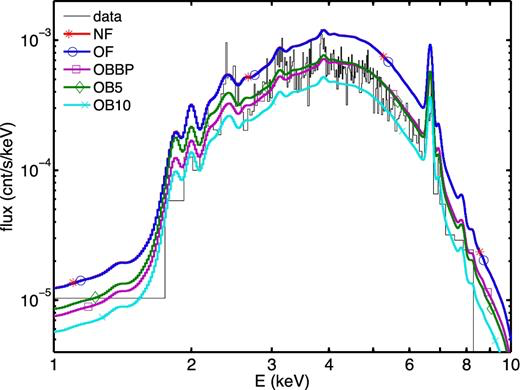 data
NF
OF
OBBP
OB5
OB10
flux (cnt/s/keV)
10⁻³
10⁻⁴
10⁻⁵
1 2 3 4 5 6 8 10
E (keV)